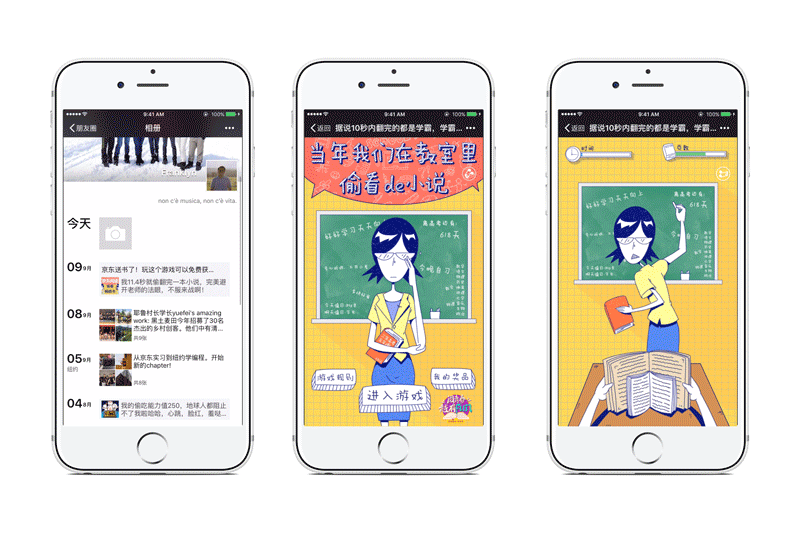 9:41 AM
100%
朋友圈
相册
non c'è musica, non c'è vita.
今天
09 9月
京东送书了！玩这个游戏可以免费获...
我11.4秒就偷翻完一本小说，完美避
开老师的法眼，不服来战啊！
08 9月
耶鲁村长学长yuefei's amazing
work: 黑土麦田今年招募了30名
杰出的乡村创客。他们中有清...
共9张
05 9月
纽约
从京东实习到纽约学编程。开始
新的chapter!
共8张
04 8月
我的偷吃能力值250，地球人都阻止
不了我啦哈哈，心跳、脸红、羞哒...
9:41 AM
100%
返回
据说10秒内翻完的都是学霸，学霸...
当年我们在教室里
偷看de小说
好好学习天天向上
离高考还有:
618天
游戏规则
我的奖品
进入游戏
9:41 AM
100%
返回
据说10秒内翻完的都是学霸，学霸...
时间
页数
好好学习天天向上
离高考还有:
618天